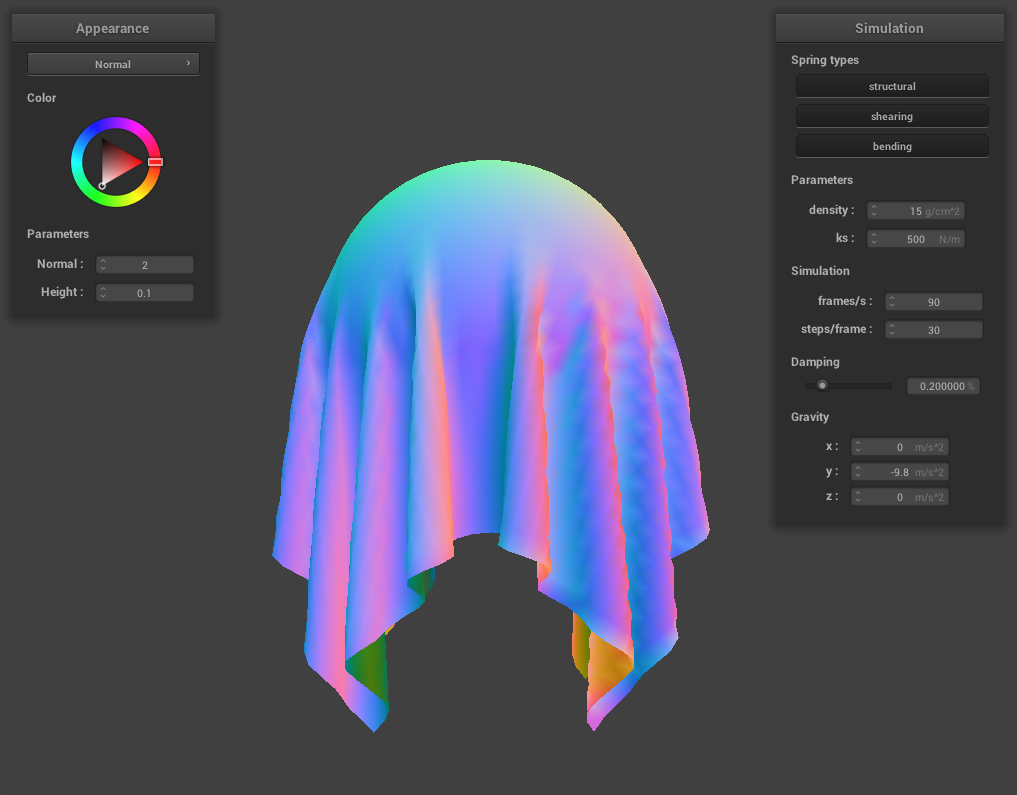 Appearance
Normal ›
Color
Parameters
Normal : 2
Height : 0.1
Simulation
Spring types
structural
shearing
bending
Parameters
density : 15 g/cm^2
ks : 500 N/m
Simulation
frames/s : 90
steps/frame : 30
Damping
0.200000 %
Gravity
x : 0 m/s^2
y : -9.8 m/s^2
z : 0 m/s^2